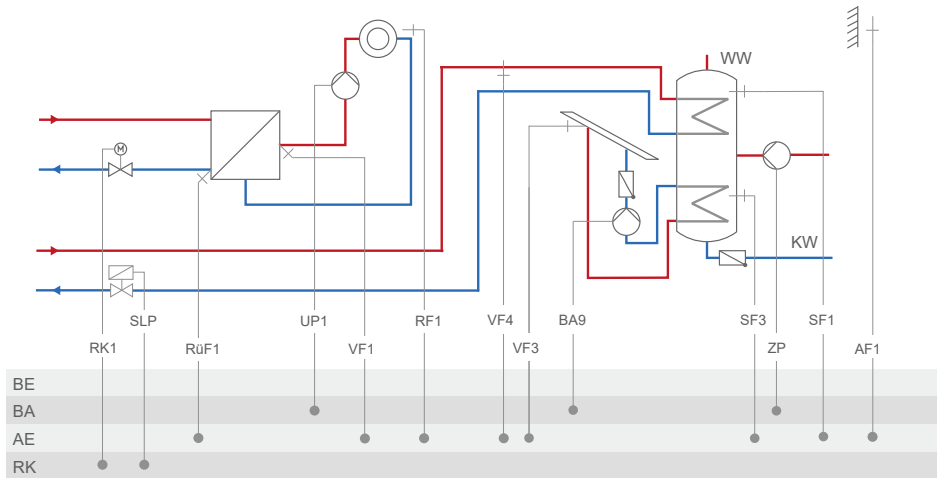 WW
M
KW
SLP
UP1
RF1
VF4
BA9
SF3
SF1
RK1
RüF1
VF1
VF3
ZP
AF1
BE
BA
AE
RK